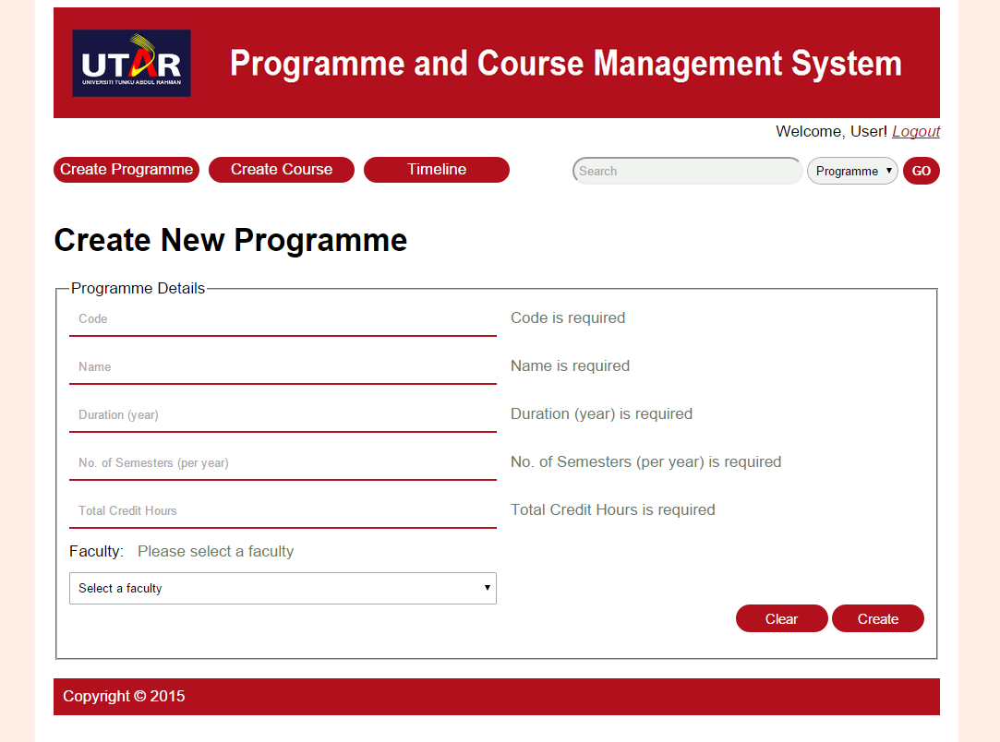 UTAR
UNIVERSITI TUNKU ABDUL RAHMAN
Programme and Course Management System
Welcome, User! Logout
Create Programme Create Course Timeline Search Programme GO
Create New Programme
Programme Details
Code Code is required
Name Name is required
Duration (year) Duration (year) is required
No. of Semesters (per year) No. of Semesters (per year) is required
Total Credit Hours Total Credit Hours is required
Faculty: Please select a faculty
Select a faculty
Clear Create
Copyright © 2015